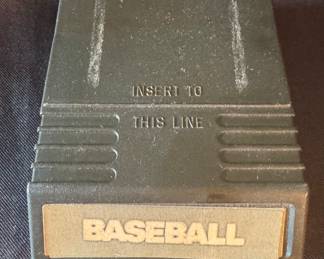 INSERT TO
THIS LINE
BASEBALL